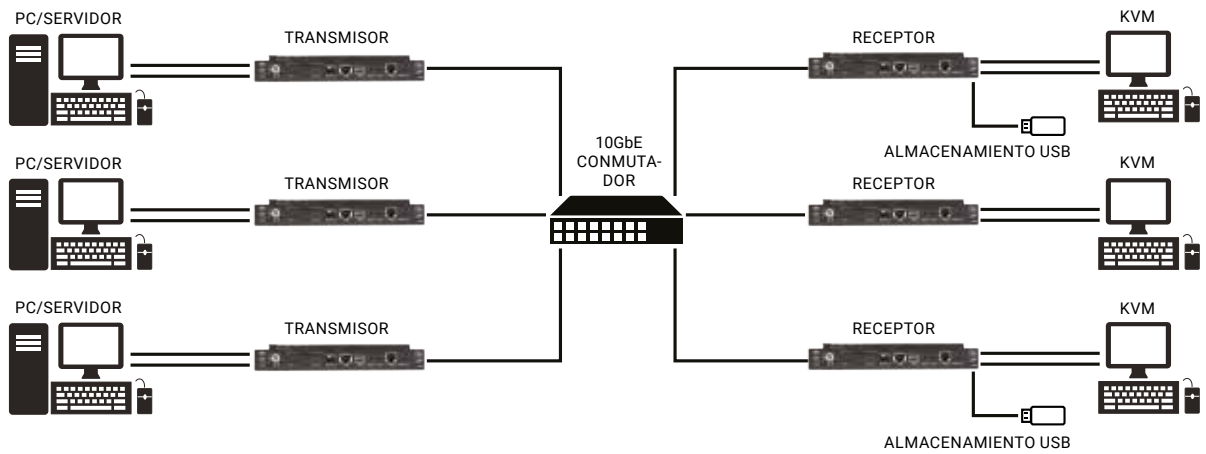 PC/SERVIDOR
TRANSMISOR
RECEPTOR
KVM
ALMACENAMIENTO USB
10GbE
CONMUTA-
DOR
PC/SERVIDOR
TRANSMISOR
RECEPTOR
KVM
PC/SERVIDOR
TRANSMISOR
RECEPTOR
KVM
ALMACENAMIENTO USB